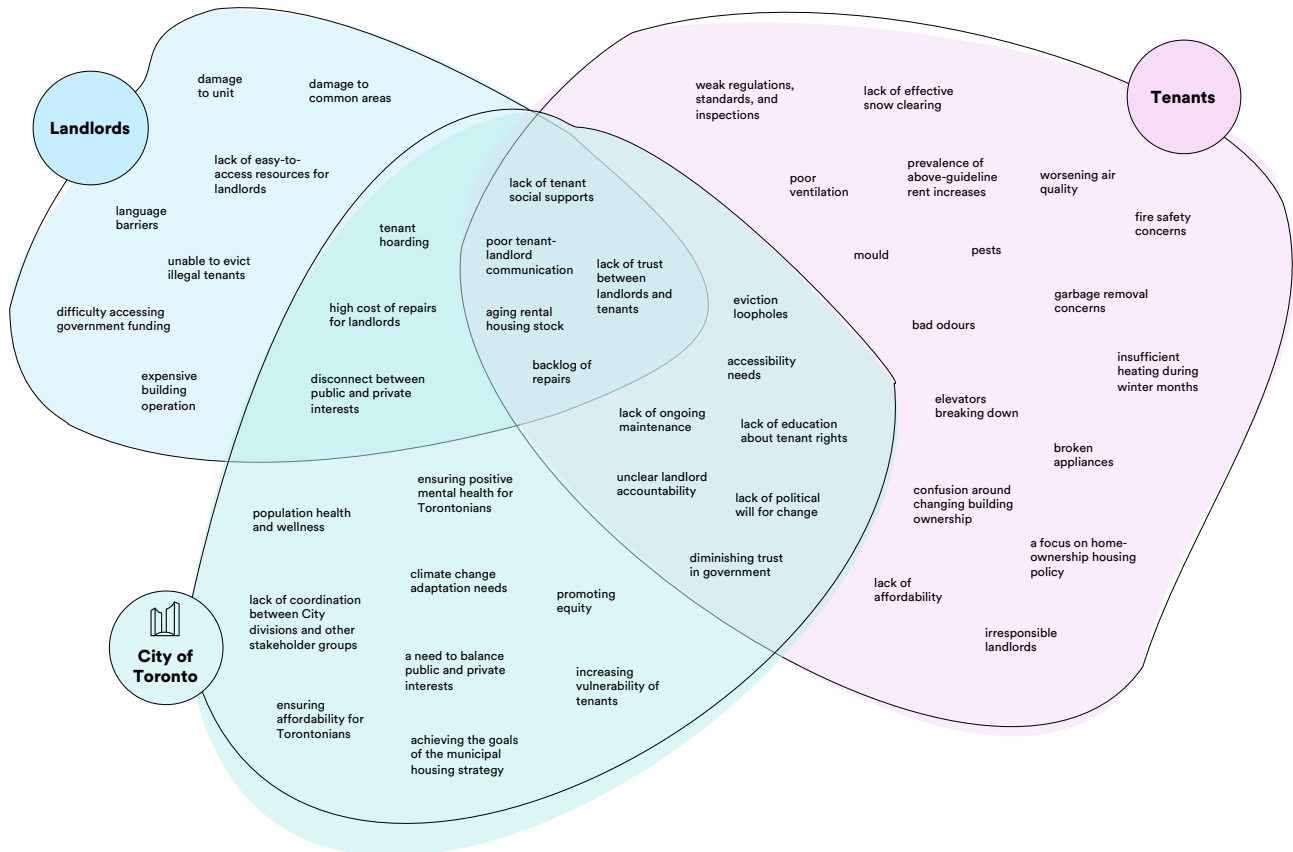 Landlords
damage
to unit
damage to
common areas
lack of easy-to-
access resources for
landlords
language
barriers
unable to evict
illegal tenants
difficulty accessing
government funding
expensive
building
operation
tenant
hoarding
high cost of repairs
for landlords
disconnect between
public and private
interests
lack of tenant
social supports
poor tenant-
landlord
communication
lack of trust
between
landlords and
tenants
aging rental
housing stock
backlog of
repairs
eviction
loopholes
accessibility
needs
lack of ongoing
maintenance
lack of education
about tenant rights
unclear landlord
accountability
lack of political
will for change
diminishing trust
in government
Tenants
weak regulations,
standards, and
inspections
lack of effective
snow clearing
poor
ventilation
prevalence of
above-guideline
rent increases
worsening air
quality
fire safety
concerns
mould
pests
garbage removal
concerns
bad odours
insufficient
heating during
winter months
elevators
breaking down
broken
appliances
confusion around
changing building
ownership
a focus on home-
ownership housing
policy
lack of
affordability
irresponsible
landlords
City of
Toronto
ensuring positive
mental health for
Torontonians
population health
and wellness
climate change
adaptation needs
promoting
equity
lack of coordination
between City
divisions and other
stakeholder groups
a need to balance
public and private
interests
increasing
vulnerability of
tenants
ensuring
affordability for
Torontonians
achieving the goals
of the municipal
housing strategy